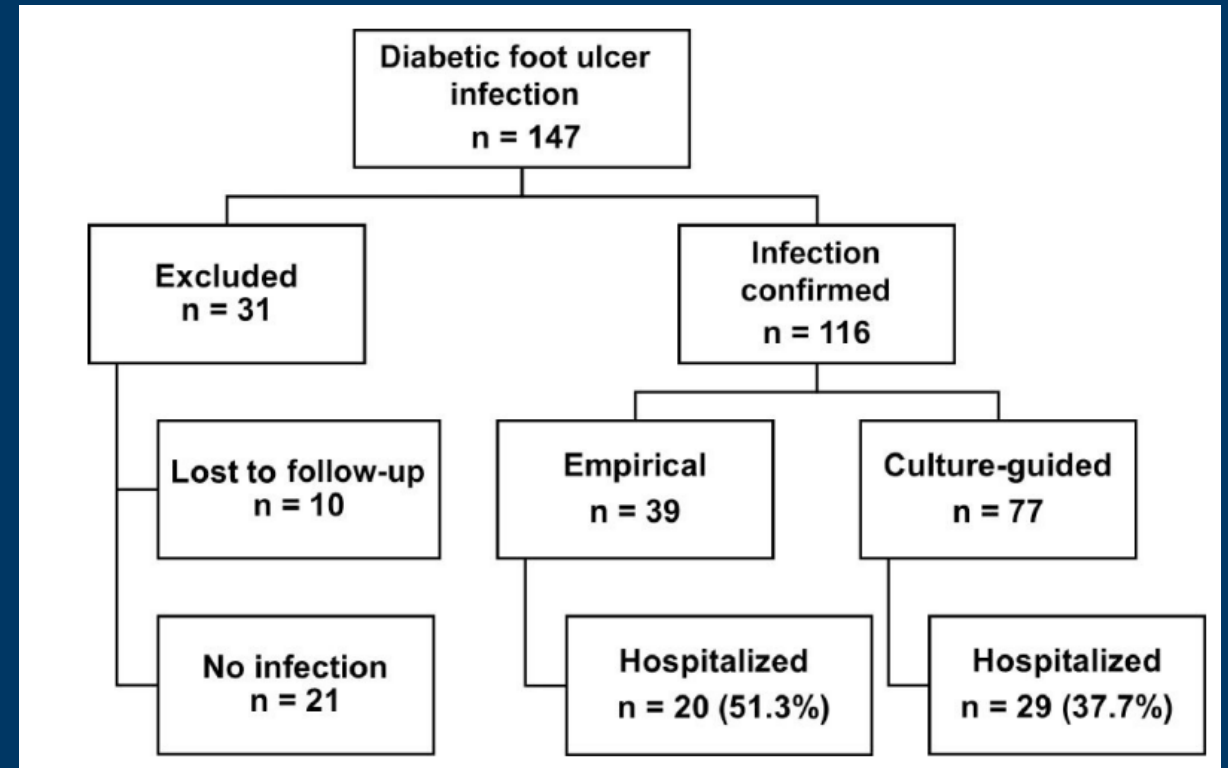 Diabetic foot ulcer
infection
n = 147
Excluded
n = 31
Infection
confirmed
n = 116
Lost to follow-up
n = 10
Empirical
n = 39
Culture-guided
n = 77
No infection
n = 21
Hospitalized
n = 20 (51.3%)
Hospitalized
n = 29 (37.7%)